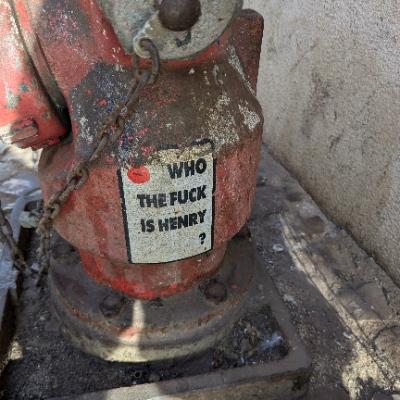 WHO
THE FUCK
IS HENRY
?